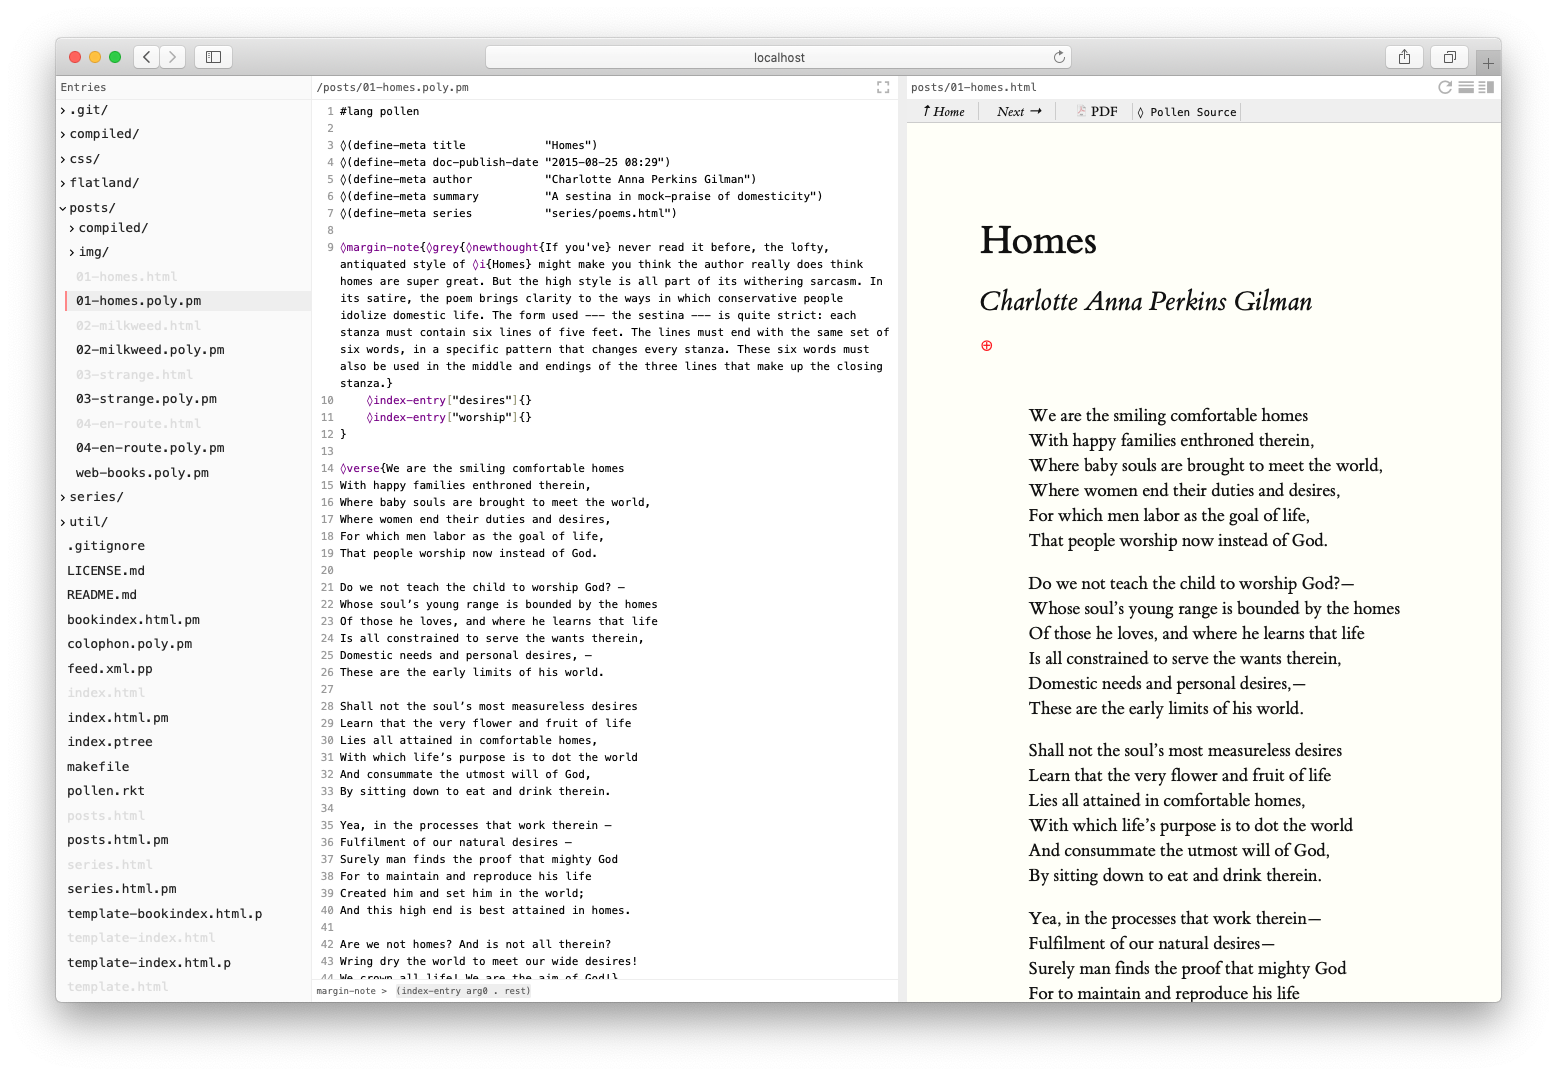 localhost
Entries
.git/
compiled/
css/
flatland/
posts/
compiled/
img/
01-homes.html
01-homes.poly.pm
02-milkweed.html
02-milkweed.poly.pm
03-strange.html
03-strange.poly.pm
04-en-route.html
04-en-route.poly.pm
web-books.poly.pm
series/
util/
.gitignore
LICENSE.md
README.md
bookindex.html.pm
colophon.poly.pm
feed.xml.pp
index.html
index.html.pm
index.ptree
makefile
pollen.rkt
posts.html
posts.html.pm
series.html
series.html.pm
template-bookindex.html.p
template-index.html
template-index.html.p
template.html
/posts/01-homes.poly.pm
1 #lang pollen
2
3 ◊(define-meta title            "Homes")
4 ◊(define-meta doc-publish-date "2015-08-25 08:29")
5 ◊(define-meta author           "Charlotte Anna Perkins Gilman")
6 ◊(define-meta summary          "A sestina in mock-praise of domesticity")
7 ◊(define-meta series           "series/poems.html")
8
9 ◊margin-note{◊grey{◊newthought{If you've} never read it before, the lofty,
antiquated style of ◊i{Homes} might make you think the author really does think
homes are super great. But the high style is all part of its withering sarcasm. In
its satire, the poem brings clarity to the ways in which conservative people
idolize domestic life. The form used --- the sestina --- is quite strict: each
stanza must contain six lines of five feet. The lines must end with the same set of
six words, in a specific pattern that changes every stanza. These six words must
also be used in the middle and endings of the three lines that make up the closing
stanza.}
10     ◊index-entry["desires"]{}
11     ◊index-entry["worship"]{}
12 }
13
14 ◊verse{We are the smiling comfortable homes
15 With happy families enthroned therein,
16 Where baby souls are brought to meet the world,
17 Where women end their duties and desires,
18 For which men labor as the goal of life,
19 That people worship now instead of God.
20
21 Do we not teach the child to worship God? —
22 Whose soul’s young range is bounded by the homes
23 Of those he loves, and where he learns that life
24 Is all constrained to serve the wants therein,
25 Domestic needs and personal desires, —
26 These are the early limits of his world.
27
28 Shall not the soul’s most measureless desires
29 Learn that the very flower and fruit of life
30 Lies all attained in comfortable homes,
31 With which life’s purpose is to dot the world
32 And consummate the utmost will of God,
33 By sitting down to eat and drink therein.
34
35 Yea, in the processes that work therein —
36 Fulfilment of our natural desires —
37 Surely man finds the proof that mighty God
38 For to maintain and reproduce his life
39 Created him and set him in the world;
40 And this high end is best attained in homes.
41
42 Are we not homes? And is not all therein?
43 Wring dry the world to meet our wide desires!
44 We crown all life! We are the aim of God!}
margin-note > (index-entry arg0 . rest)
posts/01-homes.html
↑ Home Next → PDF ◊ Pollen Source
Homes
Charlotte Anna Perkins Gilman
⊕
We are the smiling comfortable homes
With happy families enthroned therein,
Where baby souls are brought to meet the world,
Where women end their duties and desires,
For which men labor as the goal of life,
That people worship now instead of God.
Do we not teach the child to worship God?—
Whose soul’s young range is bounded by the homes
Of those he loves, and where he learns that life
Is all constrained to serve the wants therein,
Domestic needs and personal desires,—
These are the early limits of his world.
Shall not the soul’s most measureless desires
Learn that the very flower and fruit of life
Lies all attained in comfortable homes,
With which life’s purpose is to dot the world
And consummate the utmost will of God,
By sitting down to eat and drink therein.
Yea, in the processes that work therein—
Fulfilment of our natural desires—
Surely man finds the proof that mighty God
For to maintain and reproduce his life